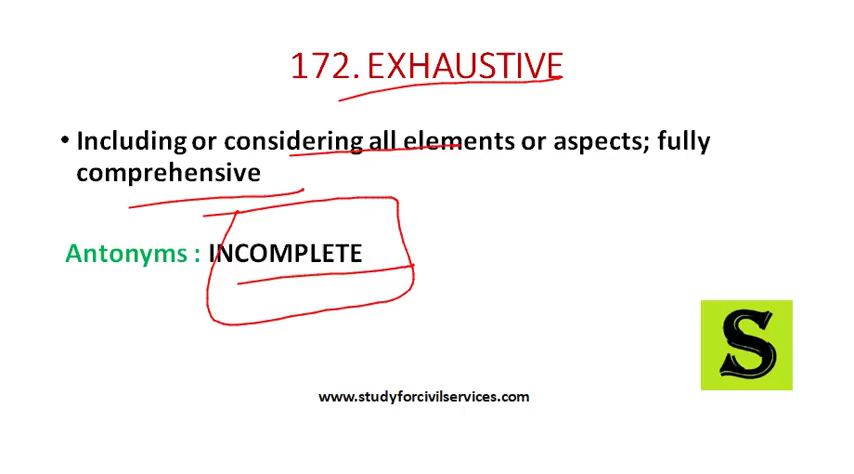 172. EXHAUSTIVE
• Including or considering all elements or aspects; fully
comprehensive
Antonyms : INCOMPLETE
S
www.studyforcivilservices.com